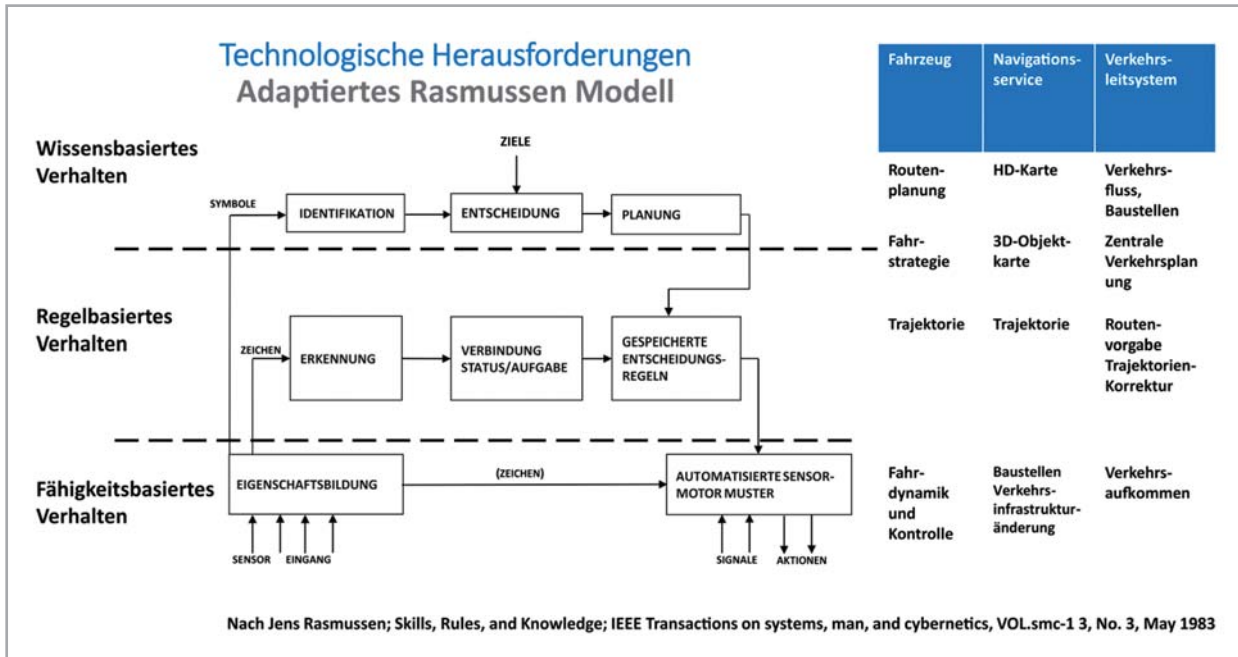 Technologische Herausforderungen
Adaptiertes Rasmussen Modell
Fahrzeug
Navigations-
service
Verkehrs-
leitsystem
Wissensbasiertes
Verhalten
ZIELE
SYMBOLE
IDENTIFIKATION
ENTSCHEIDUNG
PLANUNG
Routen-
planung
HD-Karte
Verkehrs-
fluss,
Baustellen
Fahr-
strategie
3D-Objekt-
karte
Zentrale
Verkehrsplan
ung
Regelbasiertes
Verhalten
ZEICHEN
ERKENNUNG
VERBINDUNG
STATUS/AUFGABE
GESPEICHERTE
ENTSCHEIDUNGS-
REGELN
Trajektorie
Trajektorie
Routen-
vorgabe
Trajektorien-
Korrektur
Fähigkeitsbasiertes
Verhalten
EIGENSCHAFTSBILDUNG
(ZEICHEN)
AUTOMATISIERTE SENSOR-
MOTOR MUSTER
SENSOR
EINGANG
SIGNALE
AKTIONEN
Fahr-
dynamik
und
Kontrolle
Baustellen
Verkehrs-
infrastruktur-
änderung
Verkehrs-
aufkommen
Nach Jens Rasmussen; Skills, Rules, and Knowledge; IEEE Transactions on systems, man, and cybernetics, VOL.smc-1 3, No. 3, May 1983